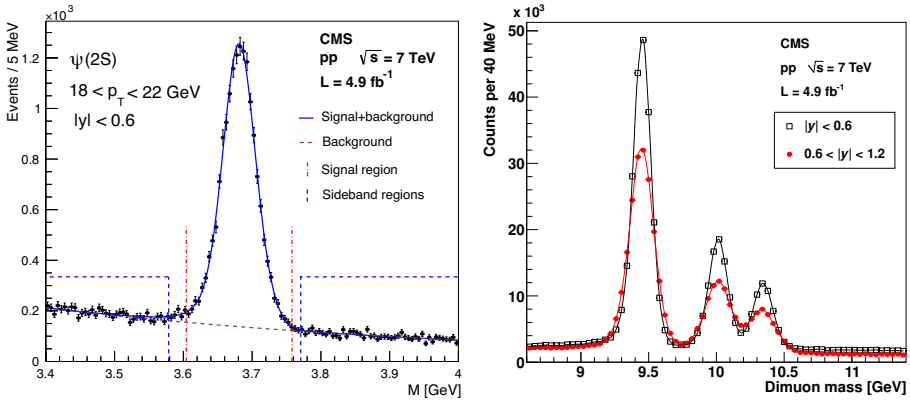 ×10³
CMS
pp √s = 7 TeV
L = 4.9 fb⁻¹
ψ(2S)
18 < p_T < 22 GeV
|y| < 0.6
Signal+background
Background
Signal region
Sideband regions
Events / 5 MeV
1.2
1
0.8
0.6
0.4
0.2
0
3.4
3.5
3.6
3.7
3.8
3.9
4
M [GeV]
× 10³
CMS
pp √s = 7 TeV
L = 4.9 fb⁻¹
|y| < 0.6
0.6 < |y| < 1.2
Counts per 40 MeV
50
40
30
20
10
0
9
9.5
10
10.5
11
Dimuon mass [GeV]